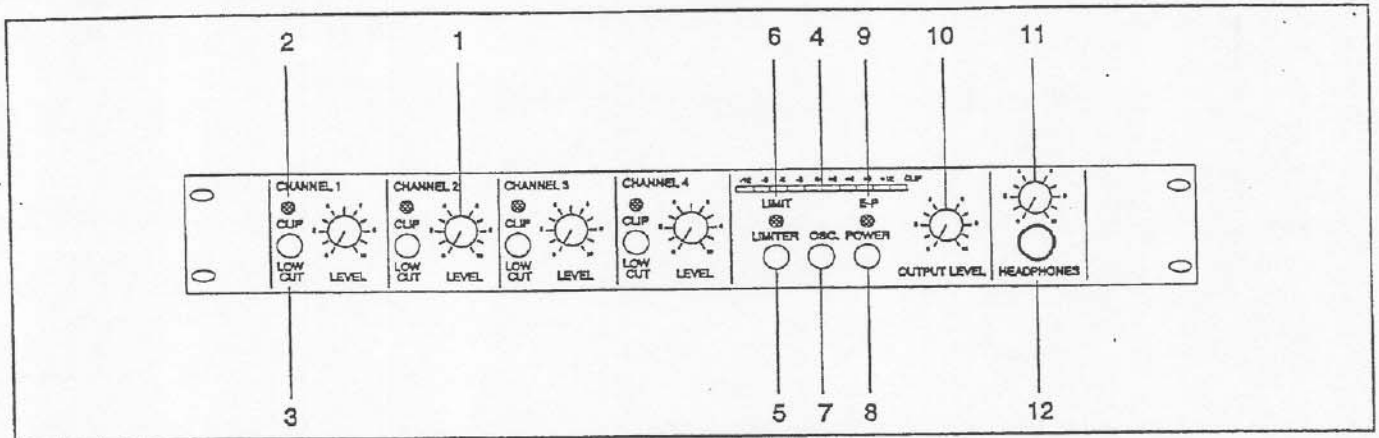 2 1 6 4 9 10 11
CHANNEL 1 CHANNEL 2 CHANNEL 3 CHANNEL 4 CLIP
LIMIT
CLIP CLIP CLIP CLIP LIMITER OSC. POWER
LOW LOW LOW LOW
CUT LEVEL CUT LEVEL CUT LEVEL CUT LEVEL OUTPUT LEVEL HEADPHONES
3 5 7 8 12